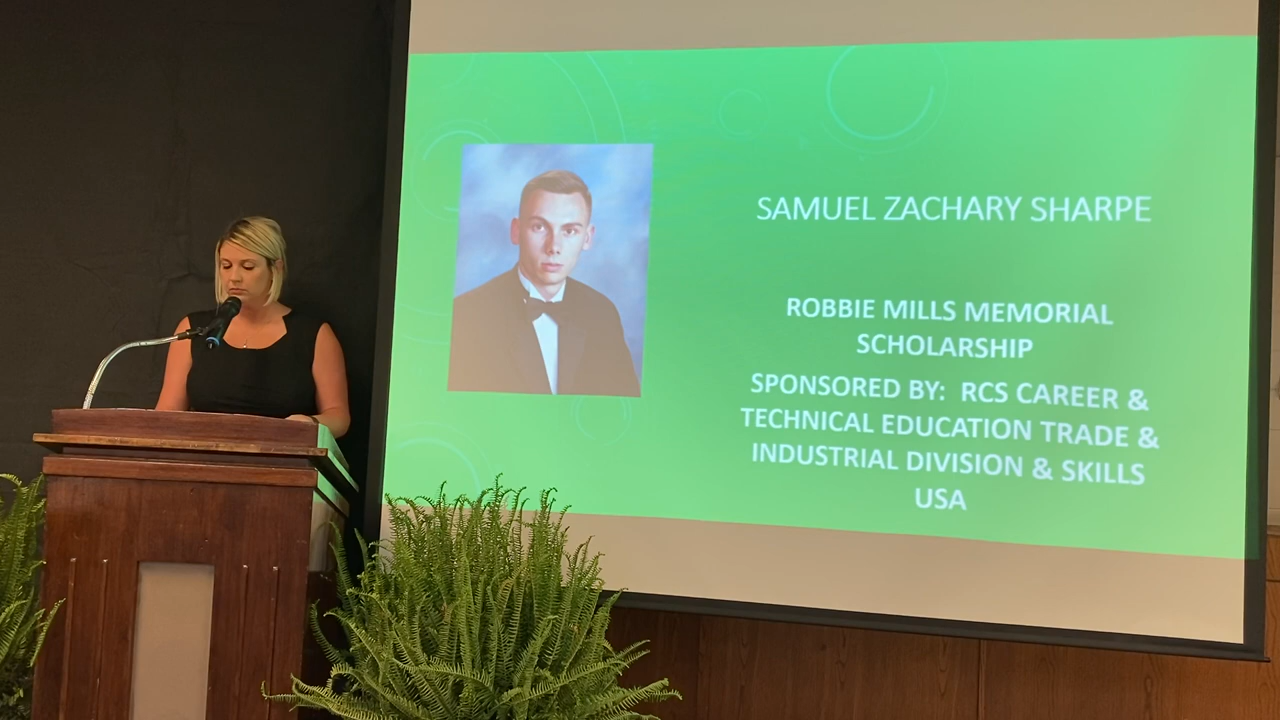 SAMUEL ZACHARY SHARPE
ROBBIE MILLS MEMORIAL
SCHOLARSHIP
SPONSORED BY: RCS CAREER &
TECHNICAL EDUCATION TRADE &
INDUSTRIAL DIVISION & SKILLS
USA